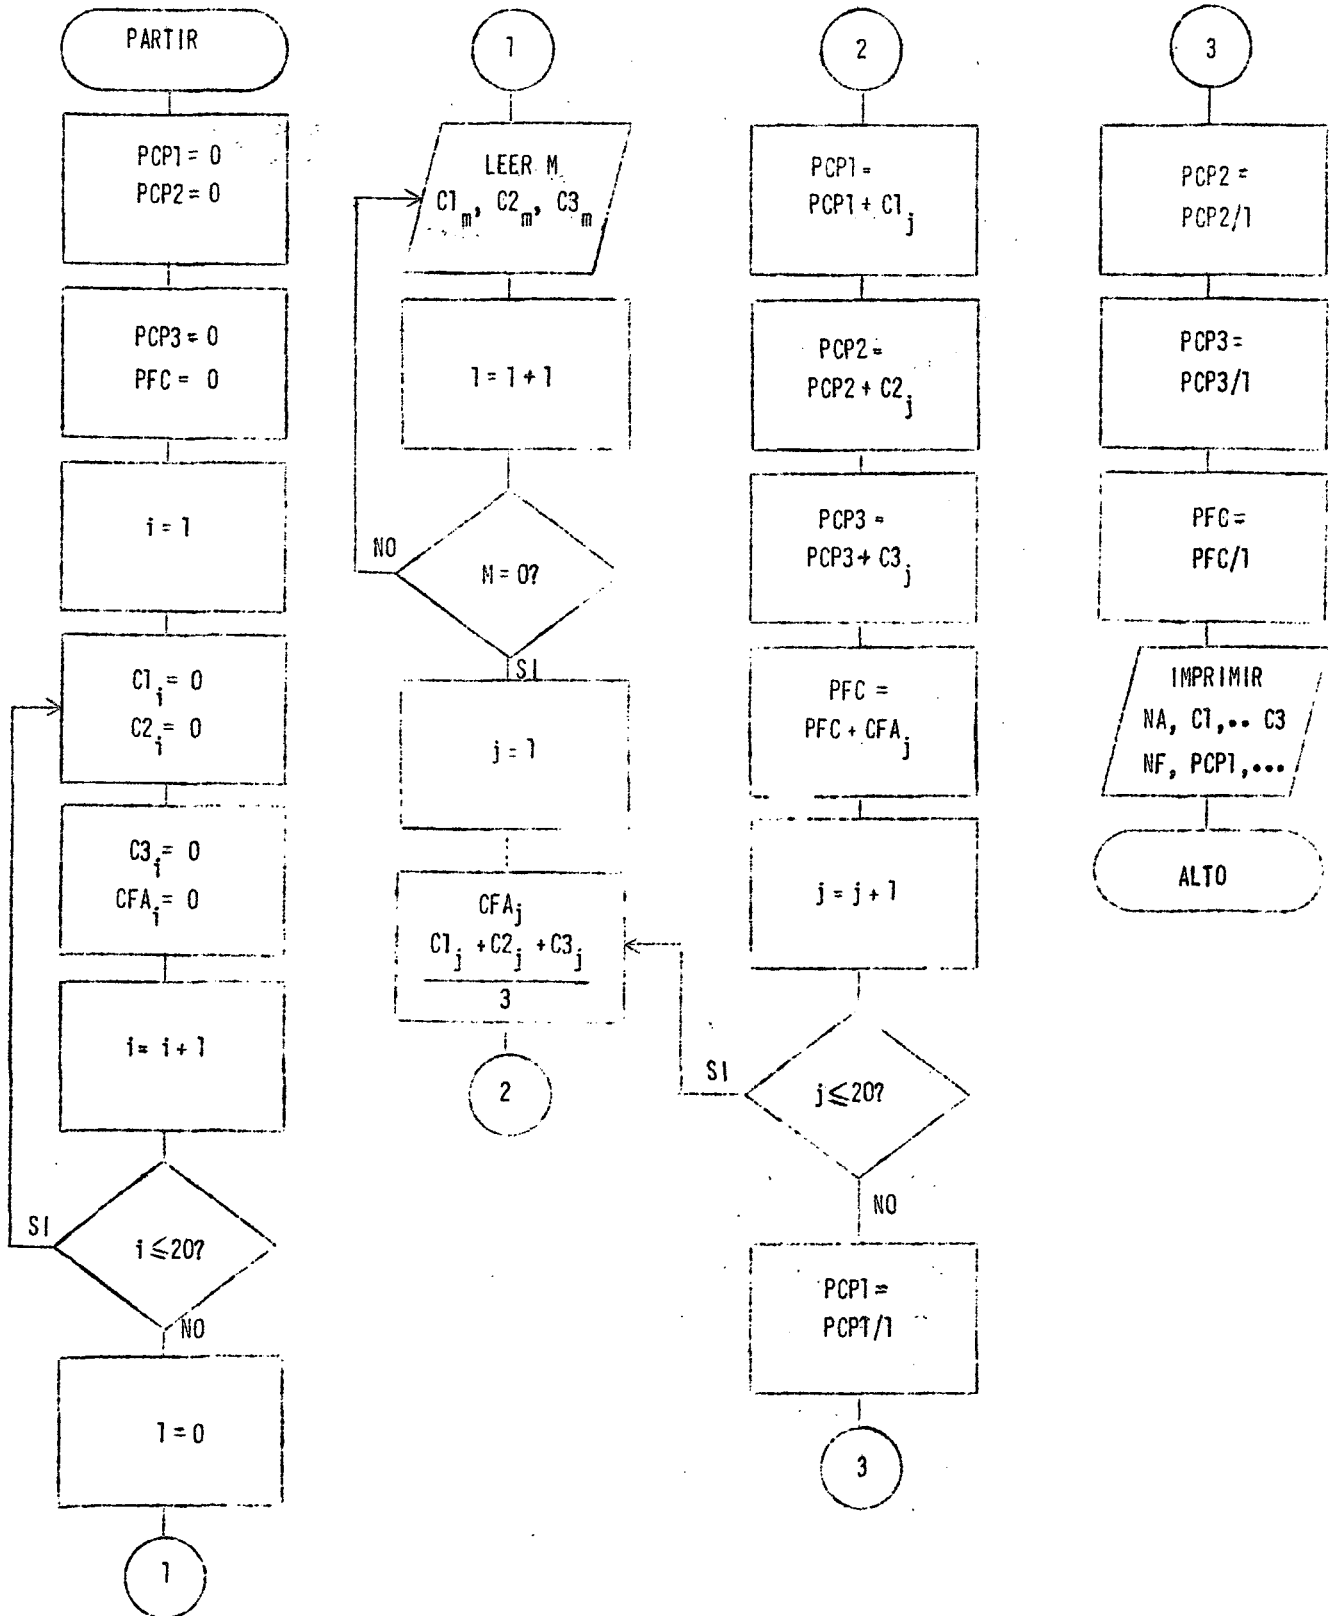 PARTIR
PCP1 = 0
PCP2 = 0
PCP3 = 0
PFC = 0
i = 1
C1i = 0
C2i = 0
C3i = 0
CFAi = 0
i = i + 1
SI
i ≤ 20?
NO
l = 0
1
1
LEER M
C1m, C2m, C3m
l = l + 1
NO
M = 0?
SI
j = 1
CFAj
C1j + C2j + C3j
3
2
2
PCP1 =
PCP1 + C1j
PCP2 =
PCP2 + C2j
PCP3 =
PCP3 + C3j
PFC =
PFC + CFAj
j = j + 1
SI
j ≤ 20?
NO
PCP1 =
PCP1/l
3
3
PCP2 =
PCP2/l
PCP3 =
PCP3/l
PFC =
PFC/l
IMPRIMIR
NA, C1,.. C3
NF, PCP1,...
ALTO